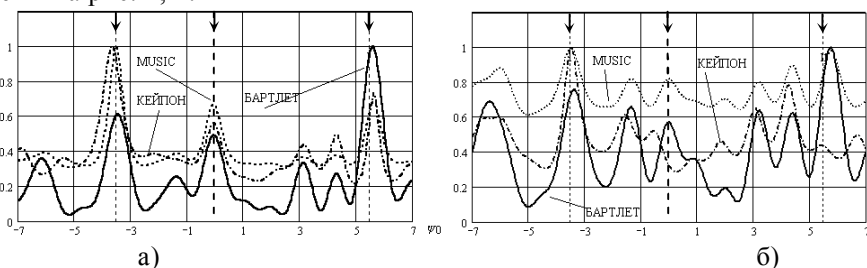 1
0.8
0.6
0.4
0.2
0
-7 -5 -3 -1 1 3 5 7 ψ0
MUSIC
КЕЙПОН
БАРТЛЕТ
а)
1
0.8
0.6
0.4
0.2
0
-7 -5 -3 -1 1 3 5 7
MUSIC
КЕЙПОН
БАРТЛЕТ
б)